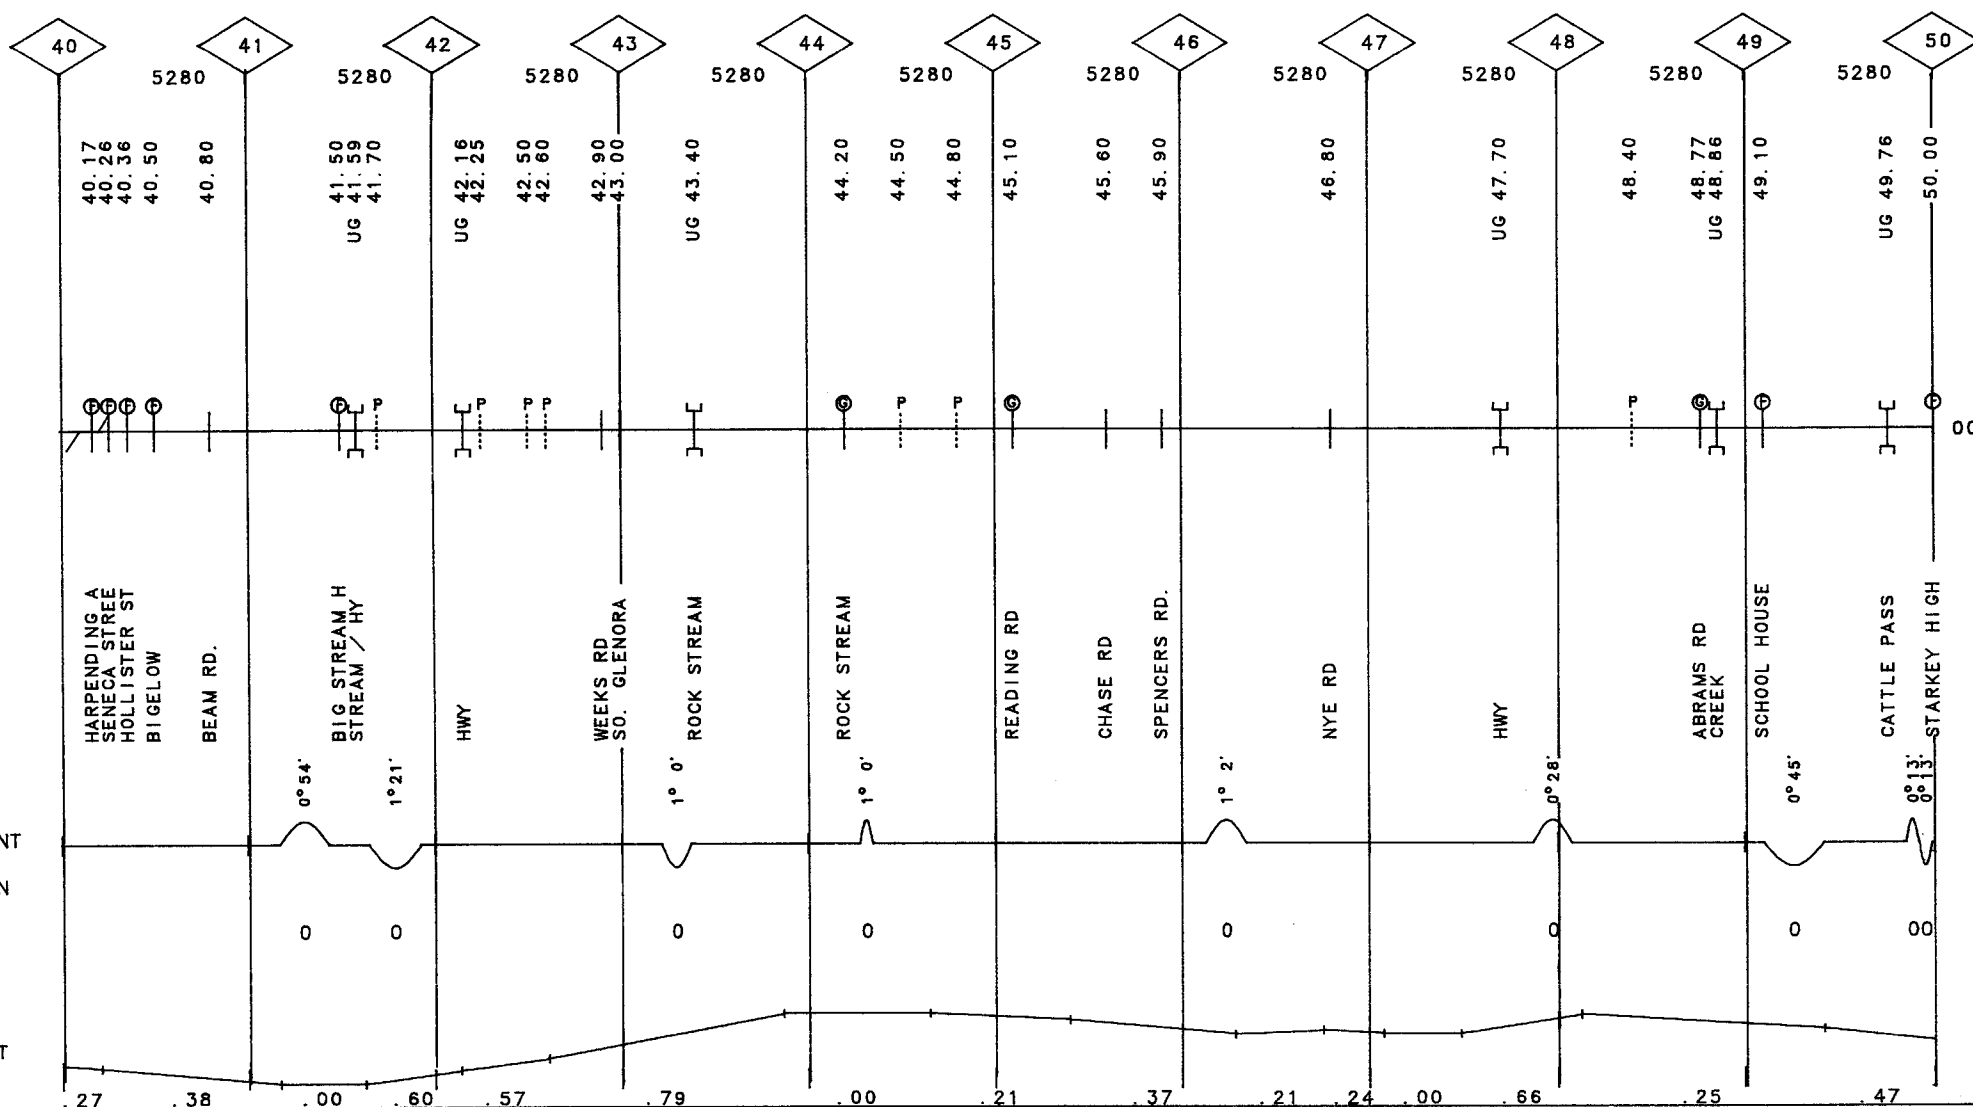 40 41 42 43 44 45 46 47 48 49 50
5280 5280 5280 5280 5280 5280 5280 5280 5280 5280
40.17
40.26
40.36
40.50
40.80
41.50
UG 41.59
41.70
UG 42.16
42.25
42.50
42.60
42.90
43.00
UG 43.40
44.20
44.50
44.80
45.10
45.60
45.90
46.80
UG 47.70
48.40
48.77
UG 48.86
49.10
UG 49.76
50.00
F F F F F P P P P G P P G P G F F
00
HARPENDING A
SENECA STREE
HOLLISTER ST
BIGELOW
BEAM RD.
BIG STREAM H
STREAM / HY
HWY
WEEKS RD
SO. GLENORA
ROCK STREAM
ROCK STREAM
READING RD
CHASE RD
SPENCERS RD.
NYE RD
HWY
ABRAMS RD
CREEK
SCHOOL HOUSE
CATTLE PASS
STARKEY HIGH
0°54'
1°21'
1° 0'
1° 0'
1° 2'
0°28'
0°45'
0°13'
0°13'
NT
N
0 0 0 0 0 0 0 00
T
.27 .38 .00 .60 .57 .79 .00 .21 .37 .21 .24 .00 .66 .25 .47